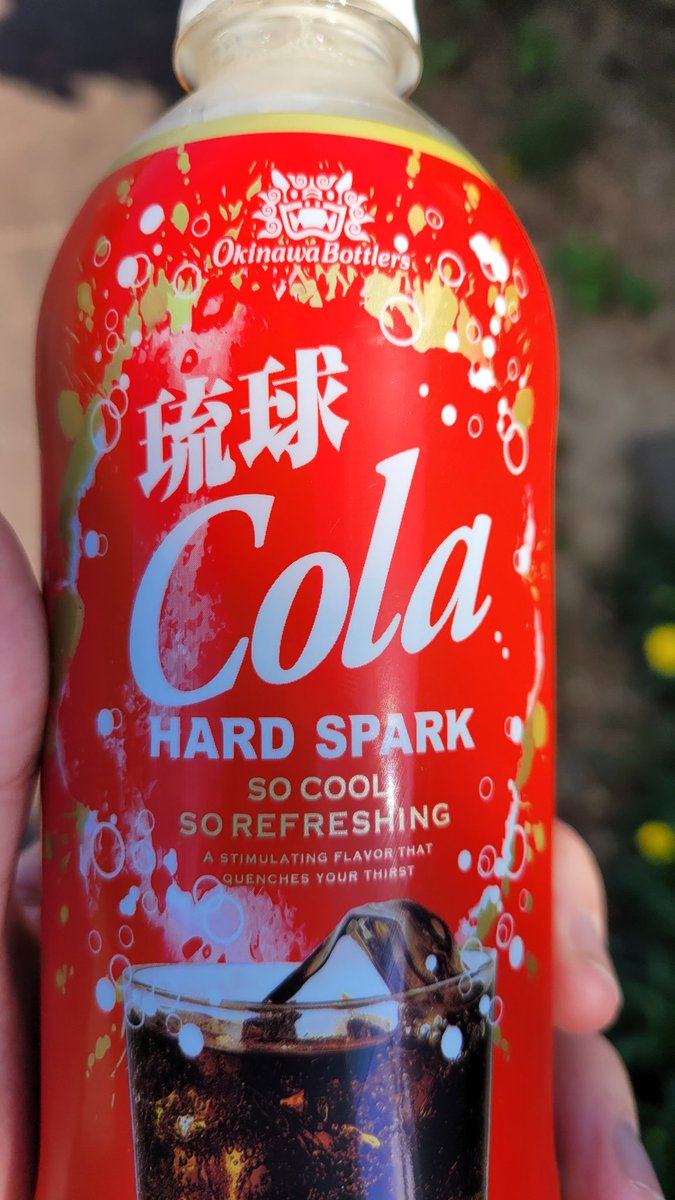 Okinawa Bottlers
琉球
Cola
HARD SPARK
SO COOL
SO REFRESHING
A STIMULATING FLAVOR THAT
QUENCHES YOUR THIRST